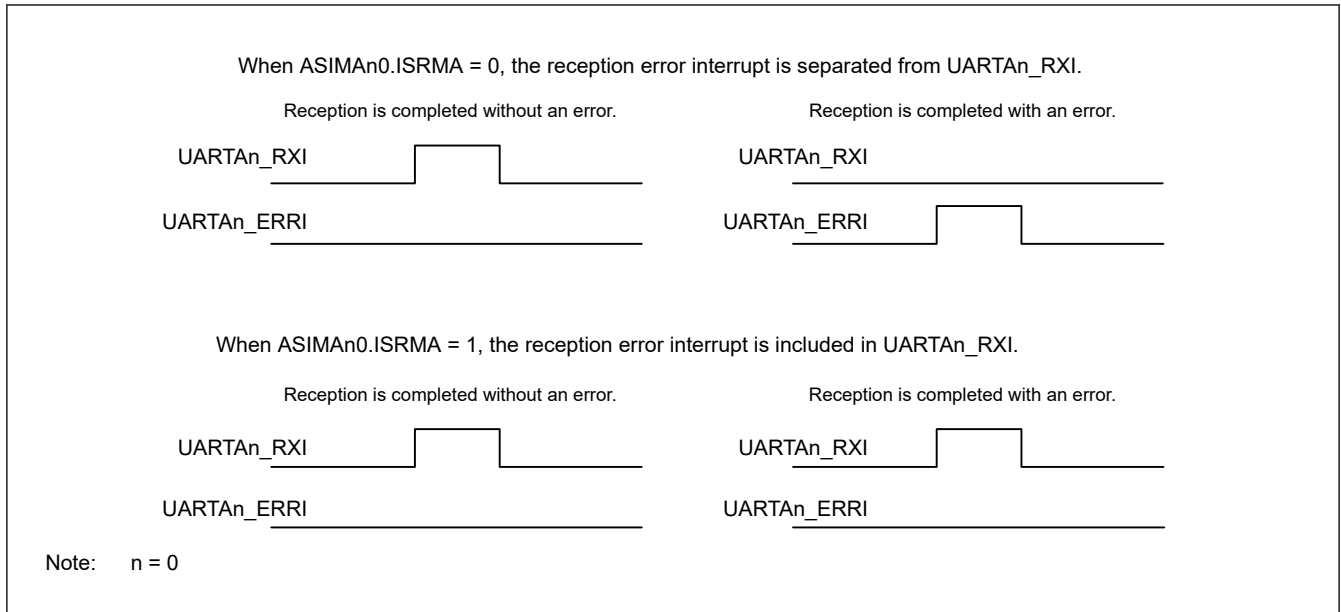 When ASIMAn0.ISRMA = 0, the reception error interrupt is separated from UARTAn_RXI.
Reception is completed without an error.
Reception is completed with an error.
UARTAn_RXI
UARTAn_RXI
UARTAn_ERRI
UARTAn_ERRI
When ASIMAn0.ISRMA = 1, the reception error interrupt is included in UARTAn_RXI.
Reception is completed without an error.
Reception is completed with an error.
UARTAn_RXI
UARTAn_RXI
UARTAn_ERRI
UARTAn_ERRI
Note: n = 0